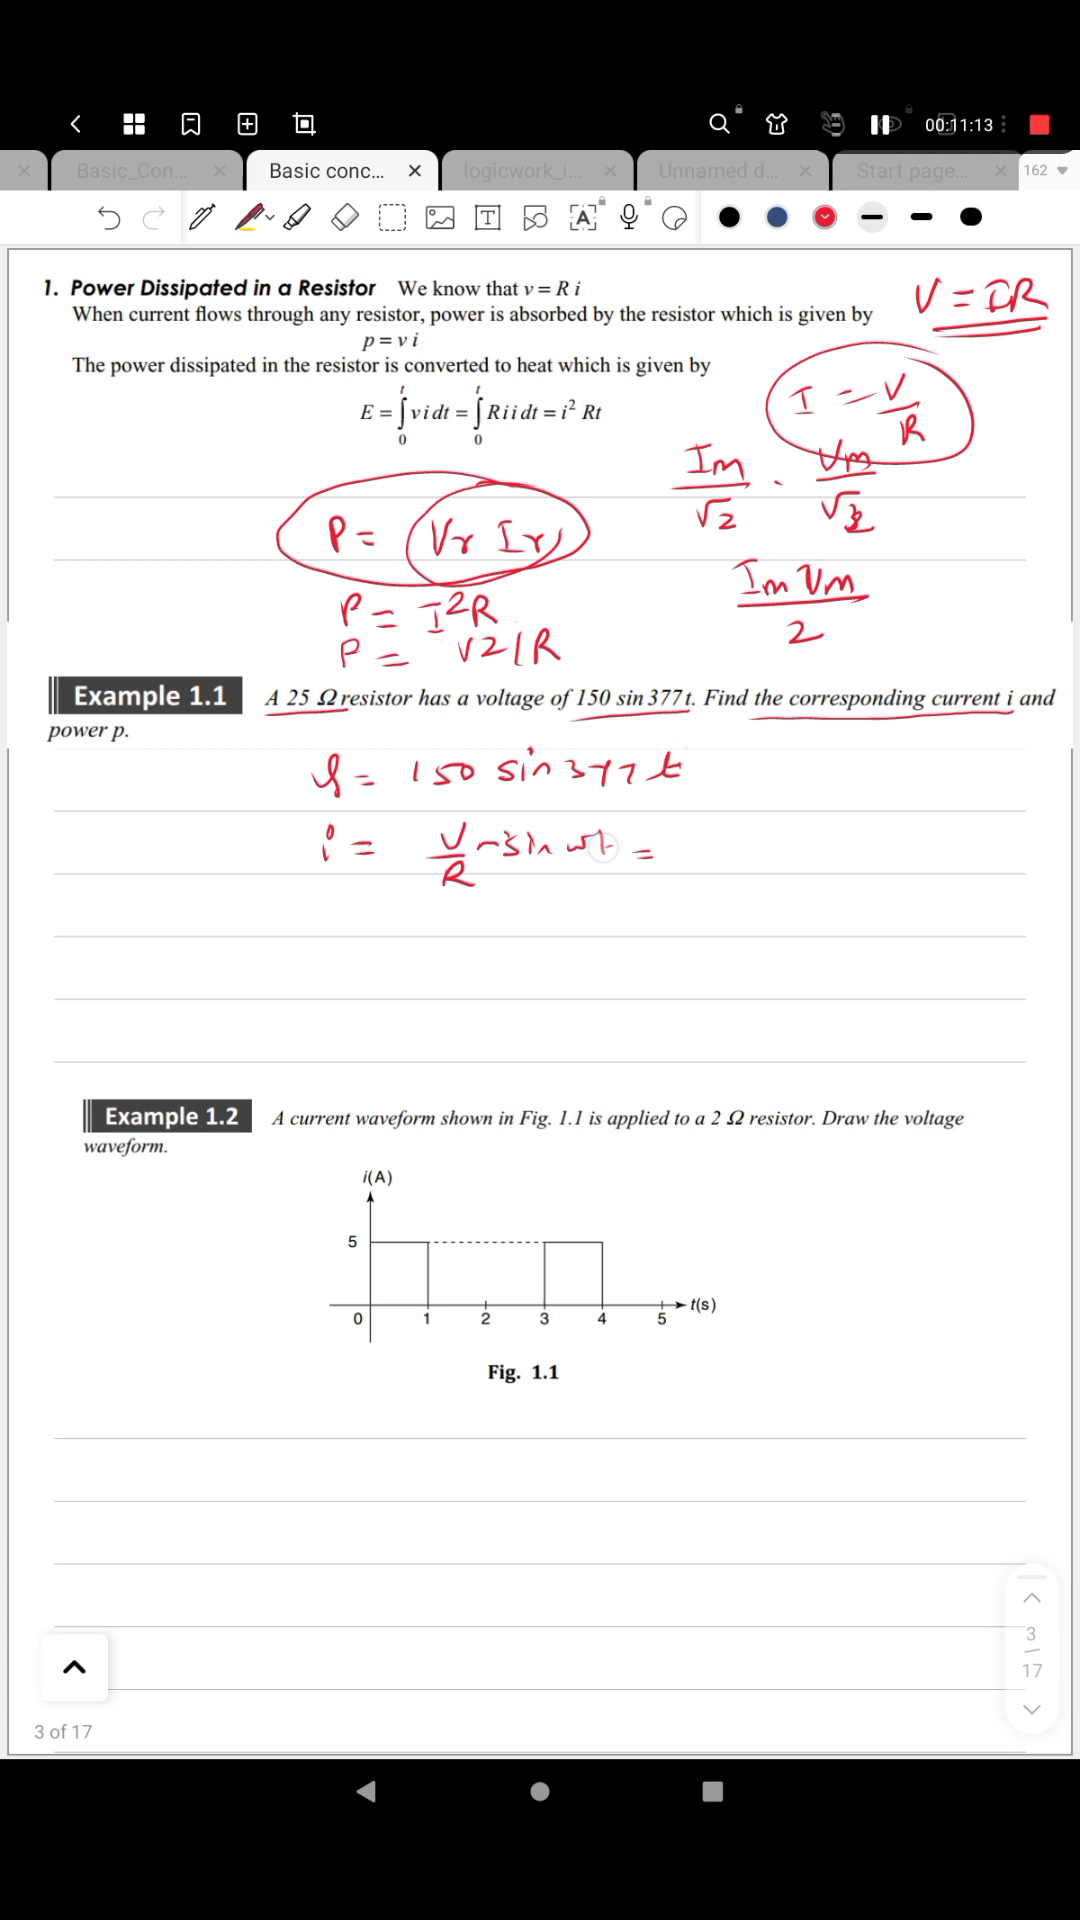 00:11:13
Basic_Con... Basic conc... logicwork_i... Unnamed d... Start page... 162
1. Power Dissipated in a Resistor We know that v = R i
When current flows through any resistor, power is absorbed by the resistor which is given by
p = v i
The power dissipated in the resistor is converted to heat which is given by
E = ∫₀ᵗ v i dt = ∫₀ᵗ R i i dt = i² Rt
V = IR
I = V/R
Im/√2 . Vm/√2
P = Vr Ir
Im Vm / 2
P = I²R
P = V2/R
Example 1.1 A 25 Ω resistor has a voltage of 150 sin 377 t. Find the corresponding current i and
power p.
= 150 sin 377 t
i = V/R sin wt =
Example 1.2 A current waveform shown in Fig. 1.1 is applied to a 2 Ω resistor. Draw the voltage
waveform.
i(A)
5
0 1 2 3 4 5 t(s)
Fig. 1.1
3
17
3 of 17